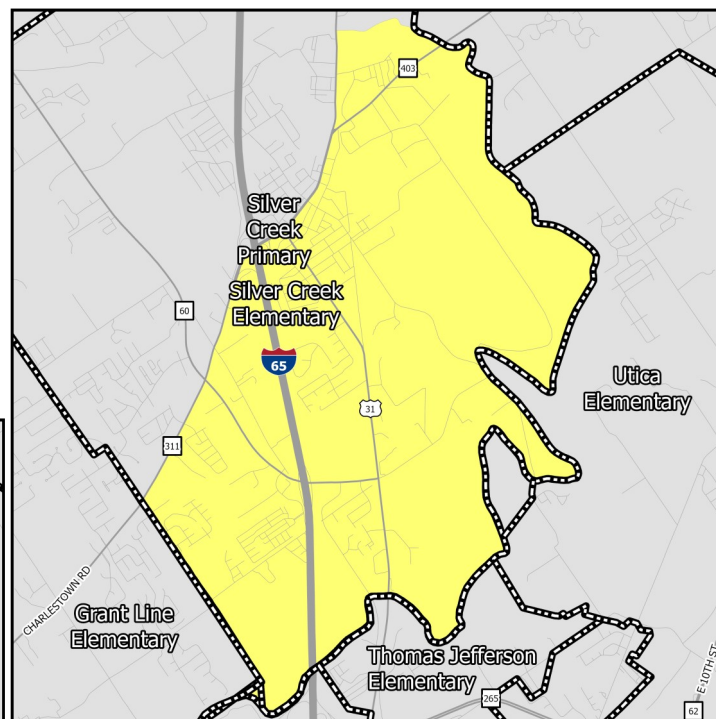 403
Silver
Creek
Primary
Silver Creek
Elementary
60
65
Utica
Elementary
31
311
CHARLESTOWN RD
Grant Line
Elementary
Thomas Jefferson
Elementary
265
E 10TH ST
62